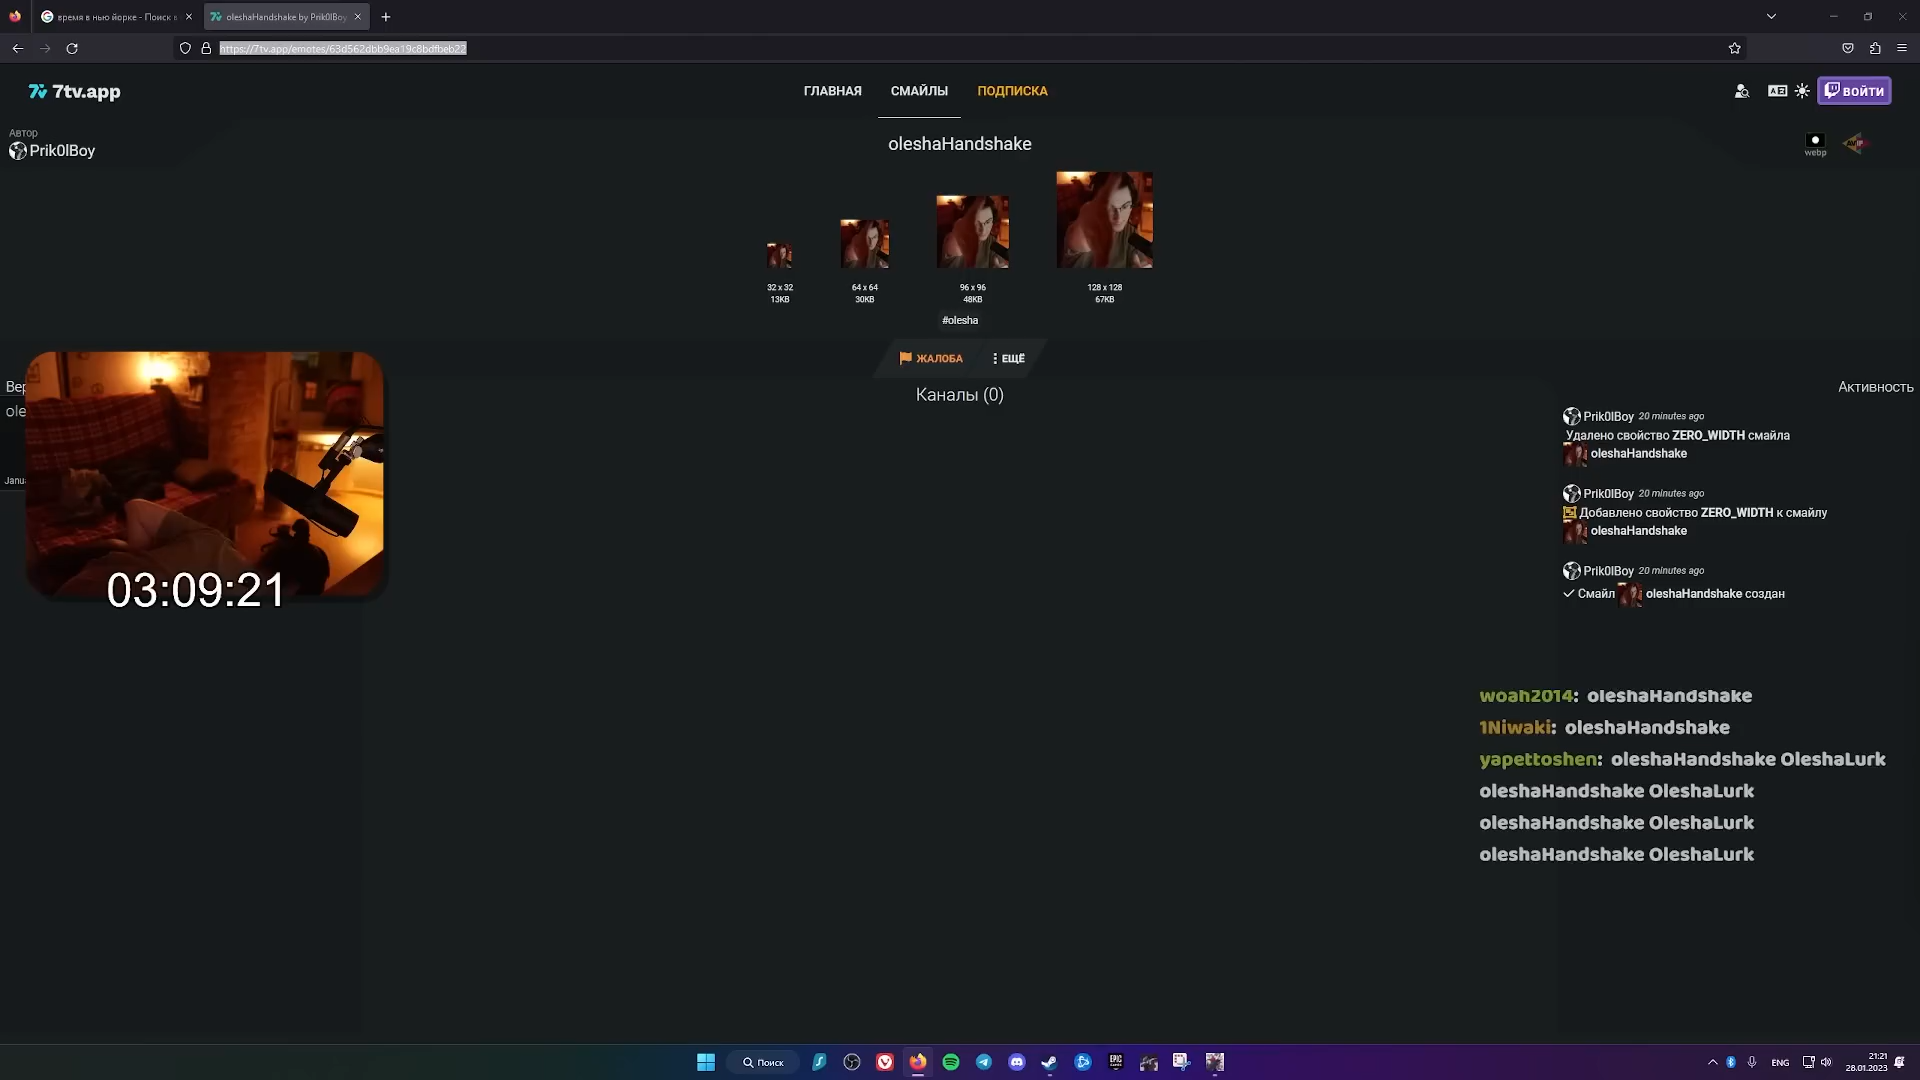 время в нью йорке - Поиск в
oleshaHandshake by Prik0lBoy
https://7tv.app/emotes/63d562dbb9ea19c8bdfbeb22
7tv.app
ГЛАВНАЯ
СМАЙЛЫ
ПОДПИСКА
ВОЙТИ
Автор
Prik0lBoy
oleshaHandshake
webp
32 x 32
13KB
64 x 64
30KB
96 x 96
48KB
128 x 128
67KB
#olesha
ЖАЛОБА
ЕЩЁ
Каналы (0)
Вер
ole
Janua
03:09:21
Активность
Prik0lBoy 20 minutes ago
Удалено свойство ZERO_WIDTH смайла
oleshaHandshake
Prik0lBoy 20 minutes ago
Добавлено свойство ZERO_WIDTH к смайлу
oleshaHandshake
Prik0lBoy 20 minutes ago
Смайл oleshaHandshake создан
woah2014: oleshaHandshake
1Niwaki: oleshaHandshake
yapettoshen: oleshaHandshake OleshaLurk
oleshaHandshake OleshaLurk
oleshaHandshake OleshaLurk
oleshaHandshake OleshaLurk
Поиск
ENG
21:21
28.01.2023